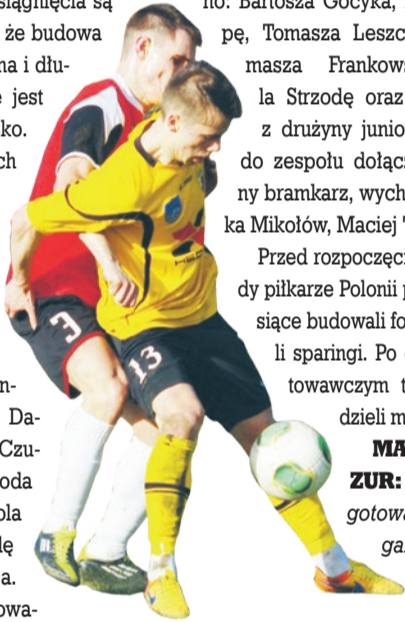 siągnięcia są
że budowa
na i dłu-
e jest
ko.
ch
n-
Da-
Czu-
oda
ola
lę
a.
owa-
no: Bartosza Gocyka,
pę, Tomasza Leszc
masza Frankows
la Strzodę oraz
z drużyny junio
do zespołu dołącz
ny bramkarz, wych
ka Mikołów, Maciej
Przed rozpoczęci
dy piłkarze Polonii p
siące budowali fo
li sparingi. Po
towawczym t
dzieli m
MA
ZUR:
gotowa
ga
3
13